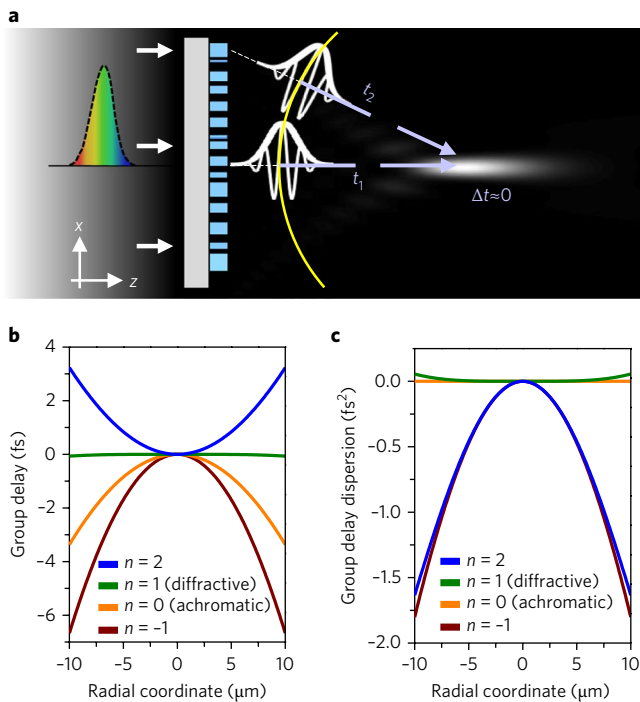 a
t₂
t₁
Δt≈0
x
z
b
4
2
0
−2
−4
−6
Group delay (fs)
n = 2
n = 1 (diffractive)
n = 0 (achromatic)
n = −1
−10
−5
0
5
10
Radial coordinate (μm)
c
0.0
−0.5
−1.0
−1.5
−2.0
Group delay dispersion (fs²)
n = 2
n = 1 (diffractive)
n = 0 (achromatic)
n = −1
−10
−5
0
5
10
Radial coordinate (μm)